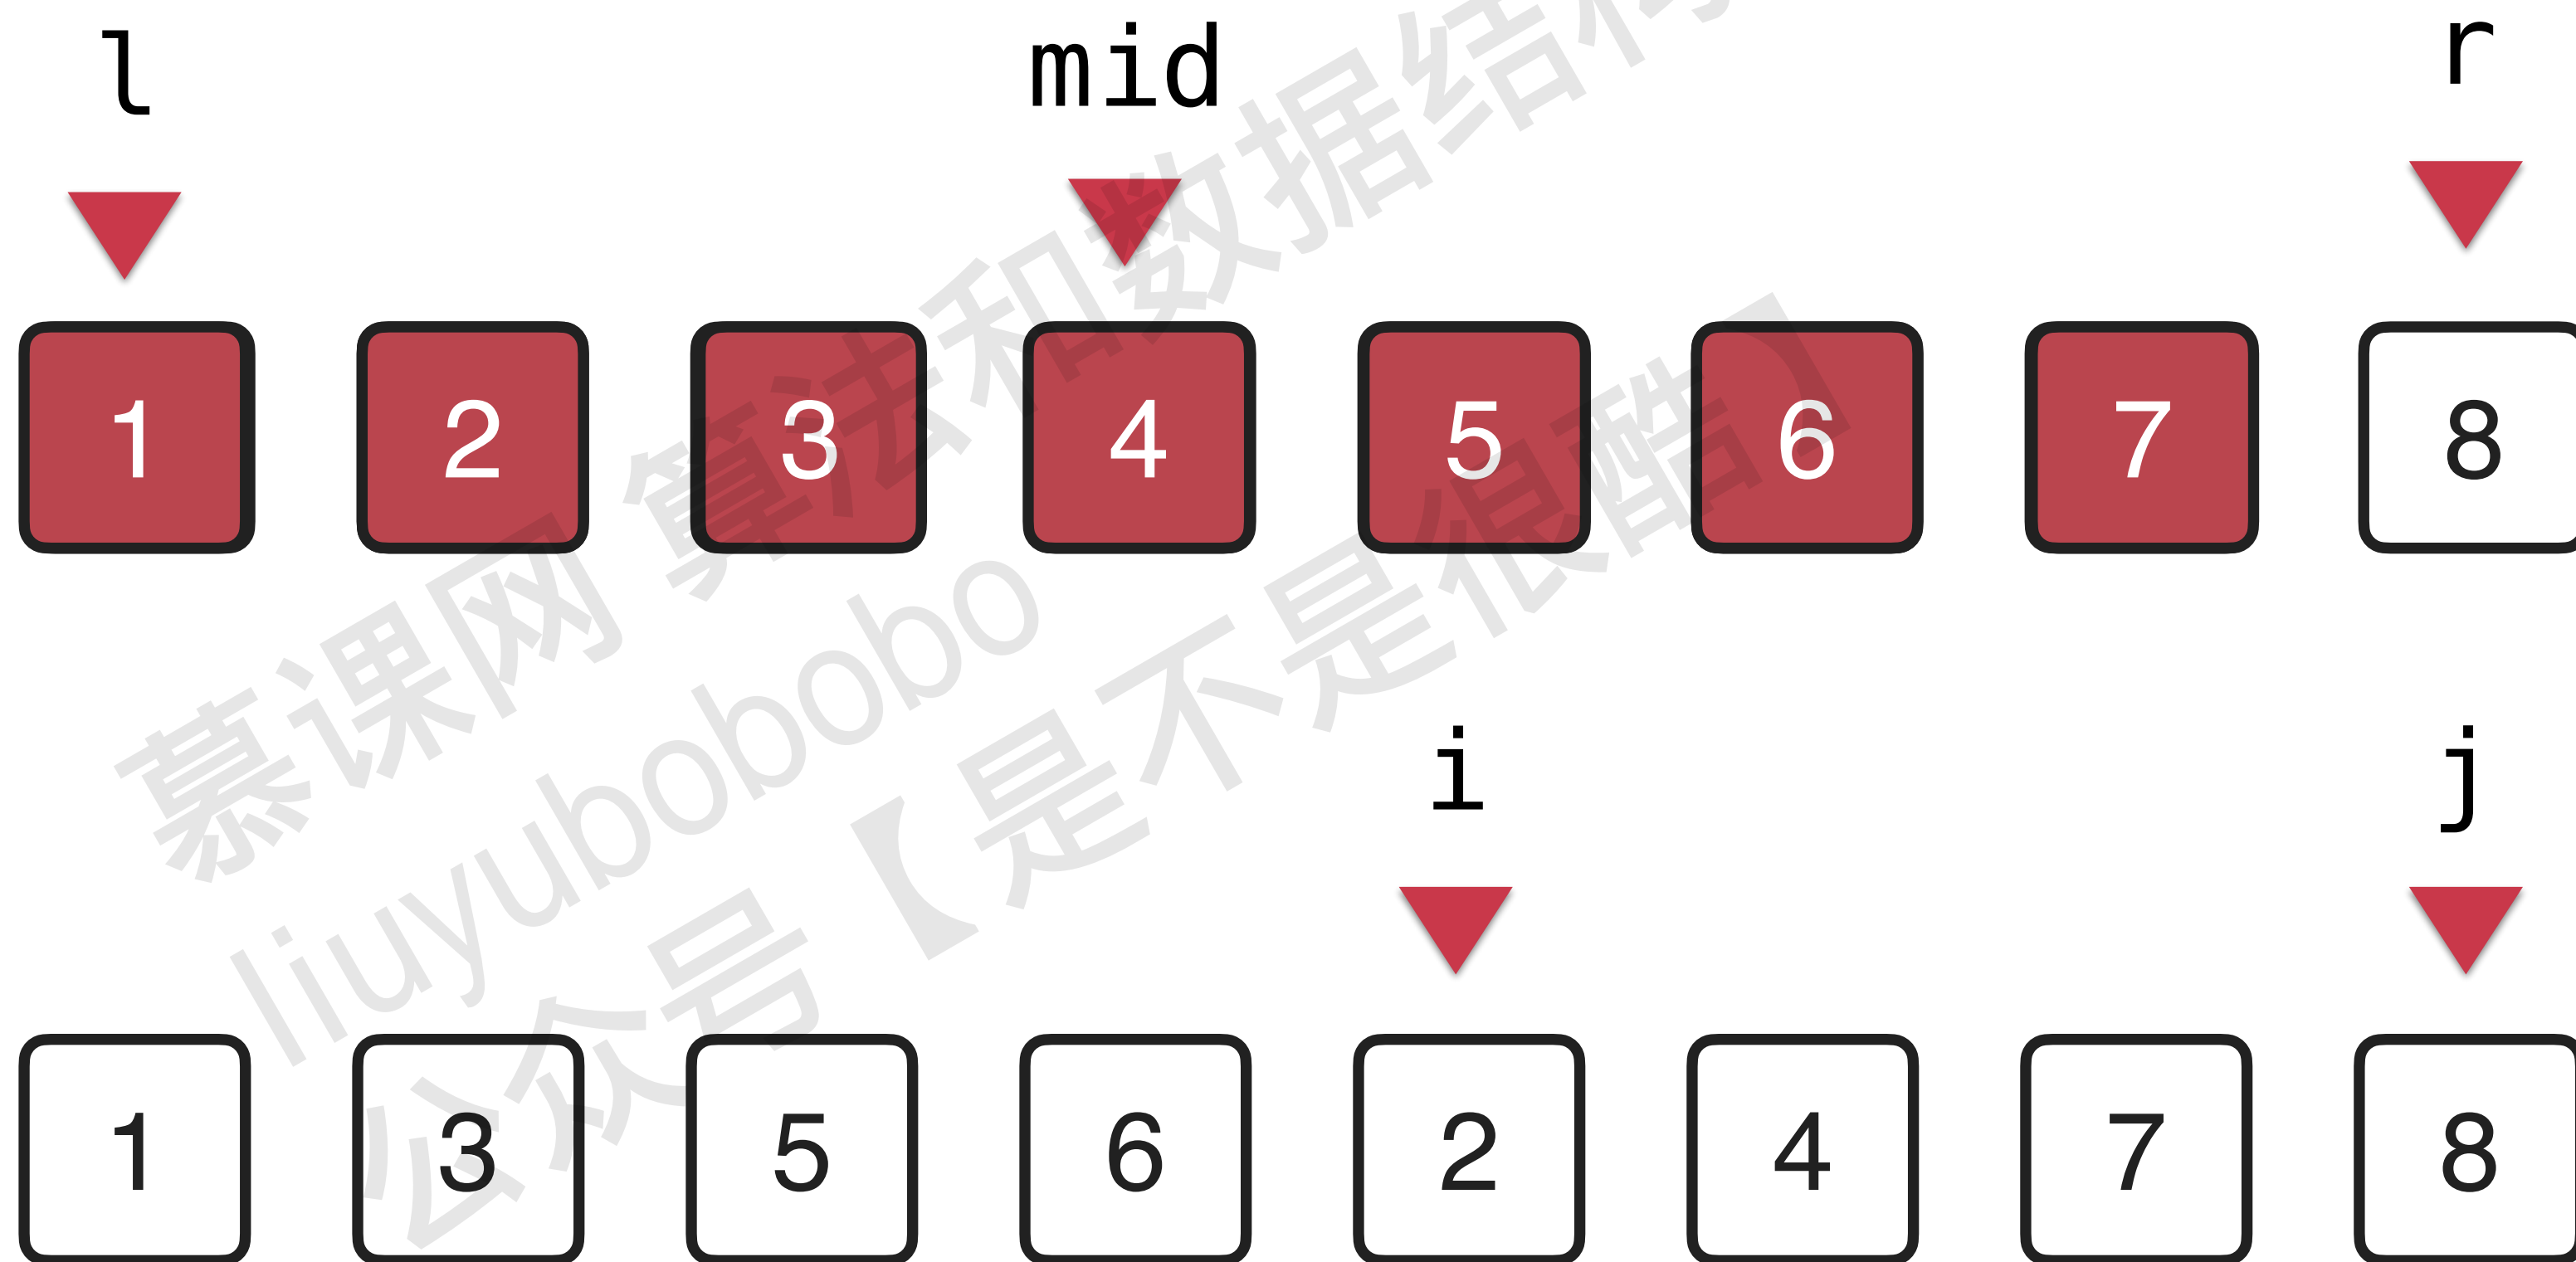 l mid r
1 2 3 4 5 6 7 8
i j
1 3 5 6 2 4 7 8
慕课网 算法和数据结构
liuyubobobo
公众号【是不是很酷】